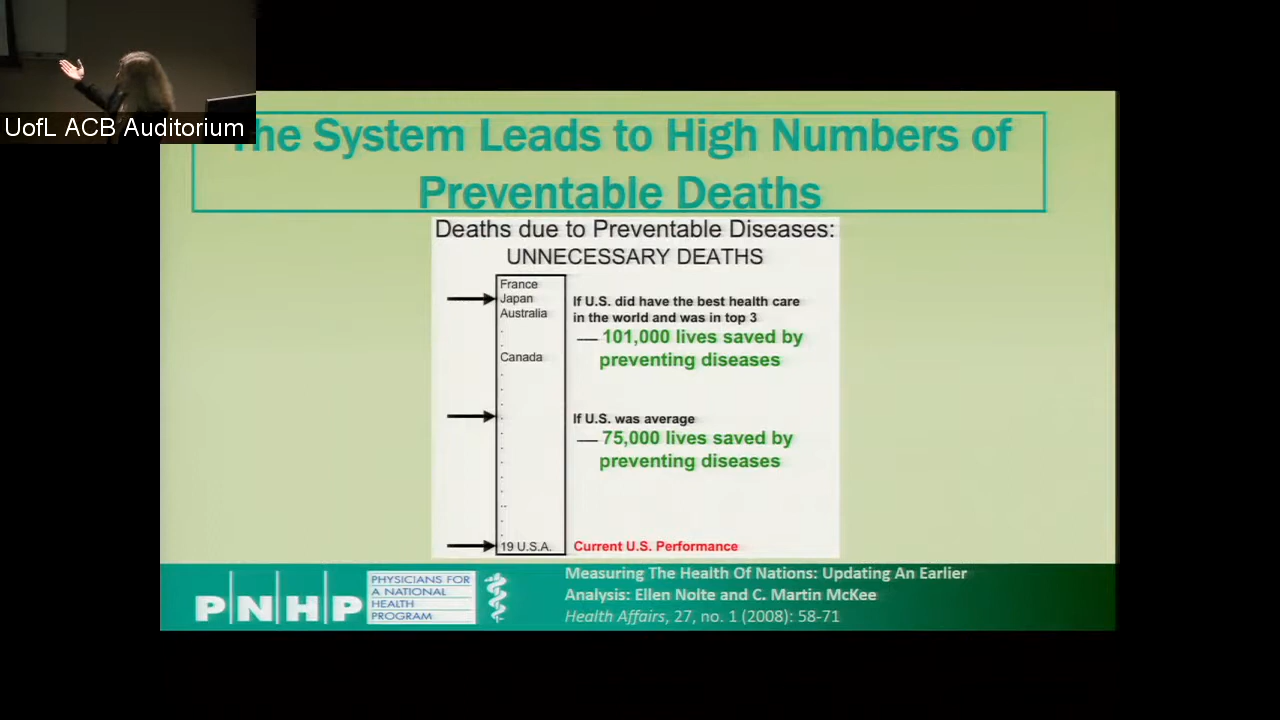 UofL ACB Auditorium
The System Leads to High Numbers of
Preventable Deaths
Deaths due to Preventable Diseases:
UNNECESSARY DEATHS
France
Japan
Australia
Canada
19 U.S.A.
If U.S. did have the best health care
in the world and was in top 3
— 101,000 lives saved by
preventing diseases
If U.S. was average
— 75,000 lives saved by
preventing diseases
Current U.S. Performance
PNHP
PHYSICIANS FOR
A NATIONAL
HEALTH
PROGRAM
Measuring The Health Of Nations: Updating An Earlier
Analysis: Ellen Nolte and C. Martin McKee
Health Affairs, 27, no. 1 (2008): 58-71